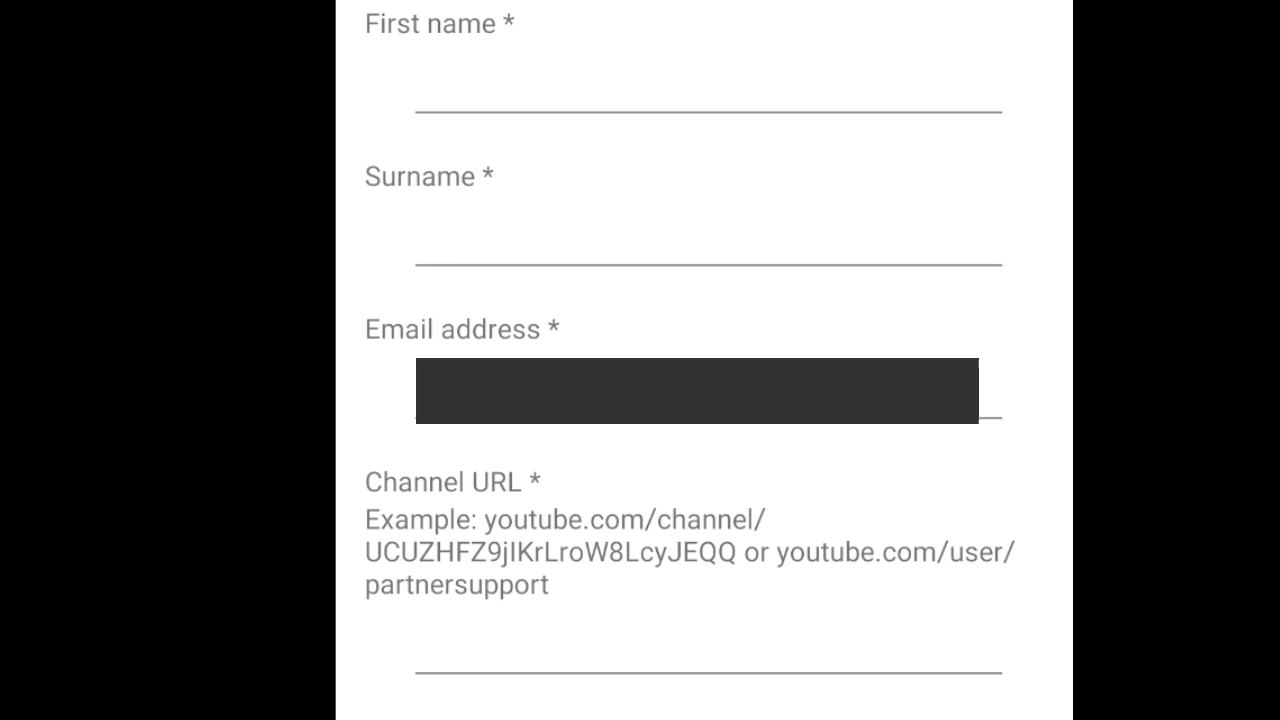 First name *
Surname *
Email address *
Channel URL *
Example: youtube.com/channel/
UCUZHFZ9jIKrLroW8LcyJEQQ or youtube.com/user/
partnersupport